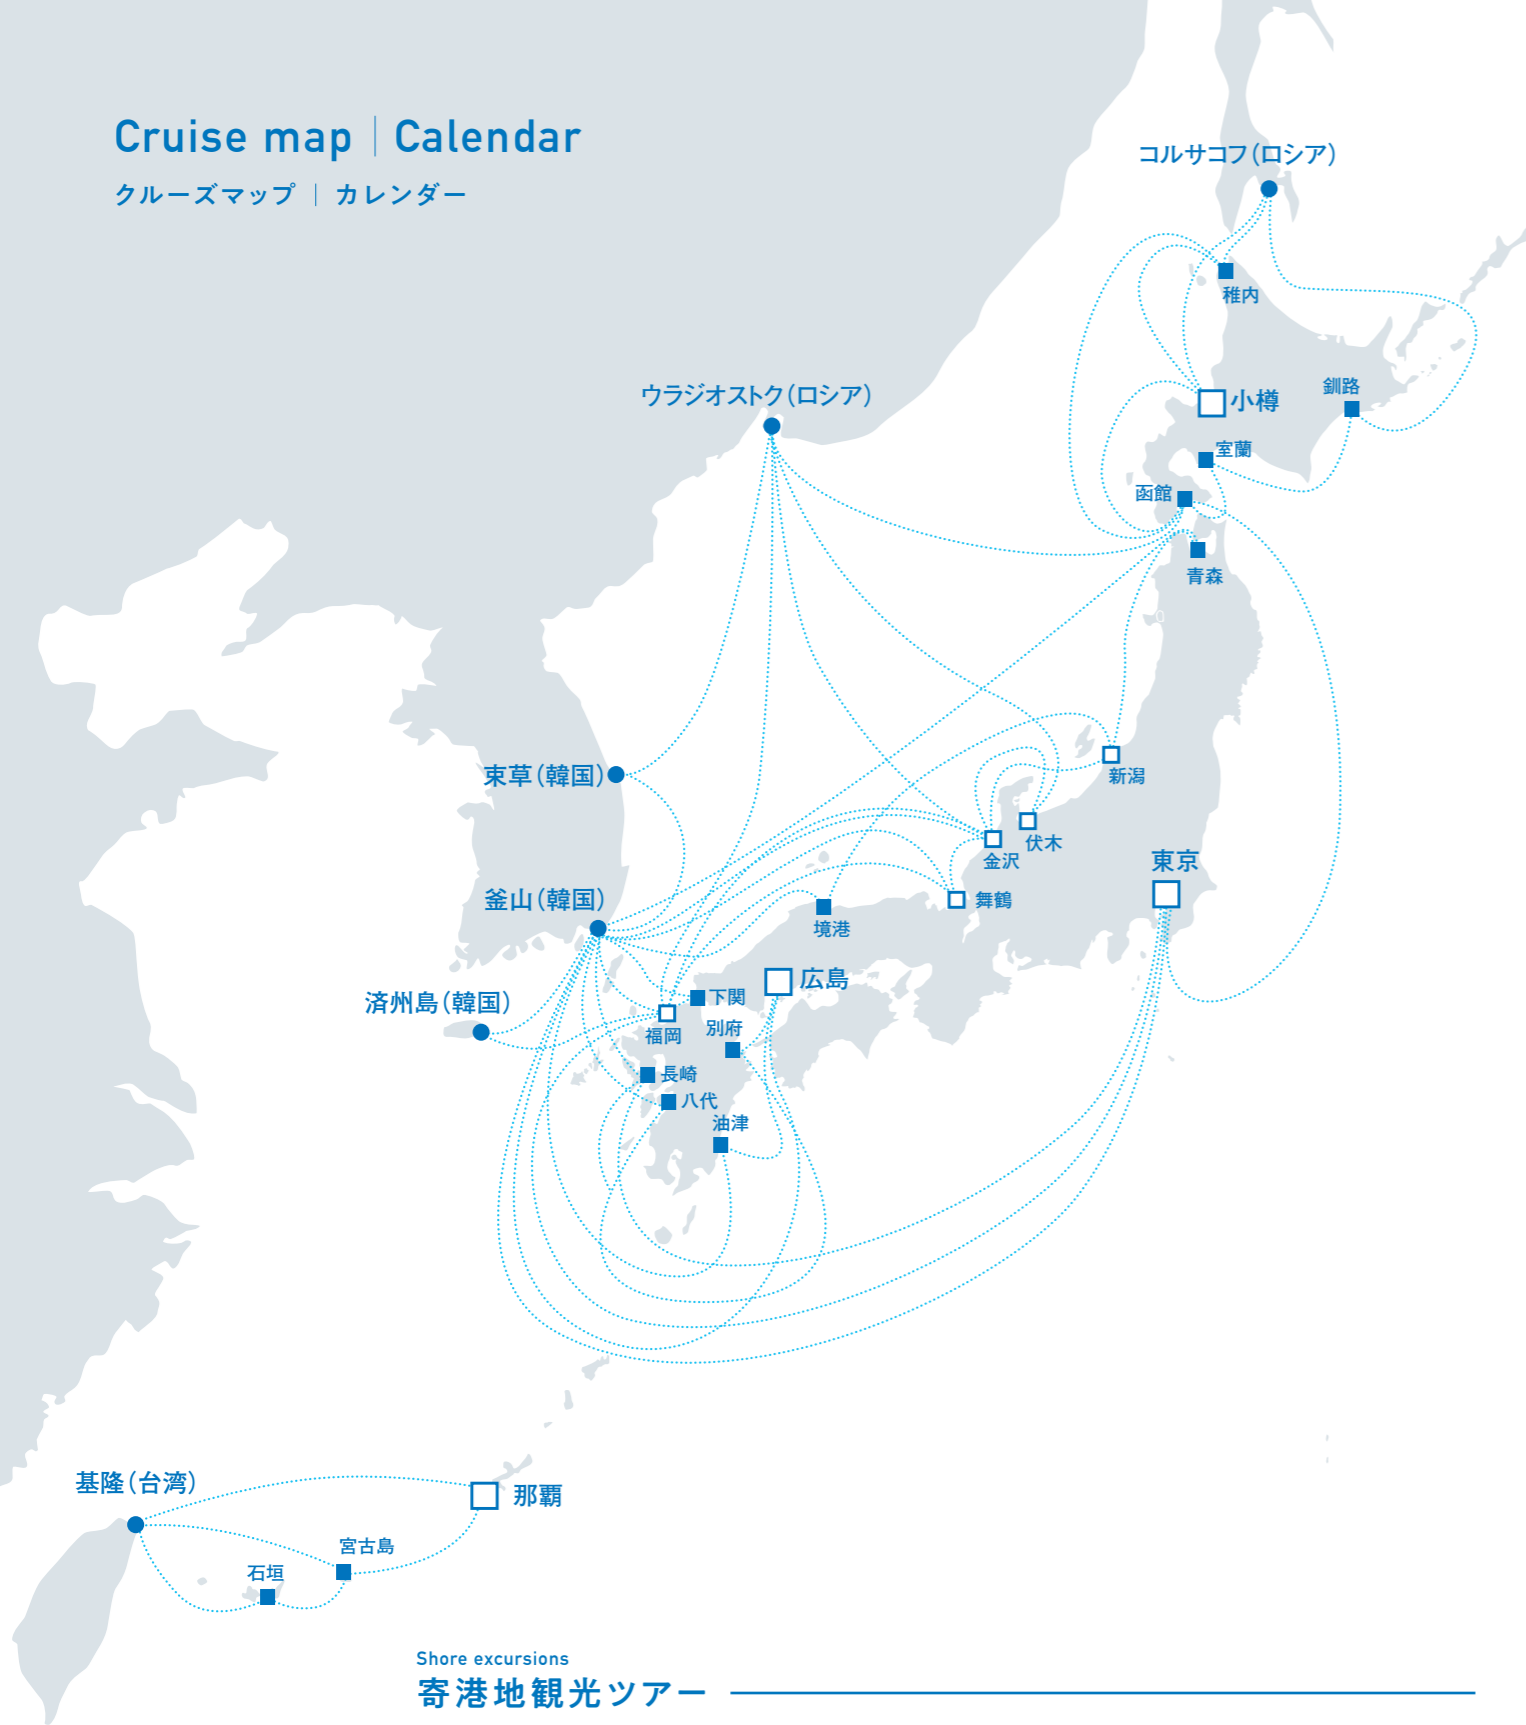 Cruise map | Calendar
クルーズマップ | カレンダー
コルサコフ(ロシア)
稚内
ウラジオストク(ロシア)
釧路
小樽
室蘭
函館
青森
束草(韓国)
新潟
伏木
金沢
東京
釜山(韓国)
舞鶴
境港
広島
済州島(韓国)
下関
別府
福岡
長崎
八代
油津
基隆(台湾)
那覇
宮古島
石垣
Shore excursions
寄港地観光ツアー